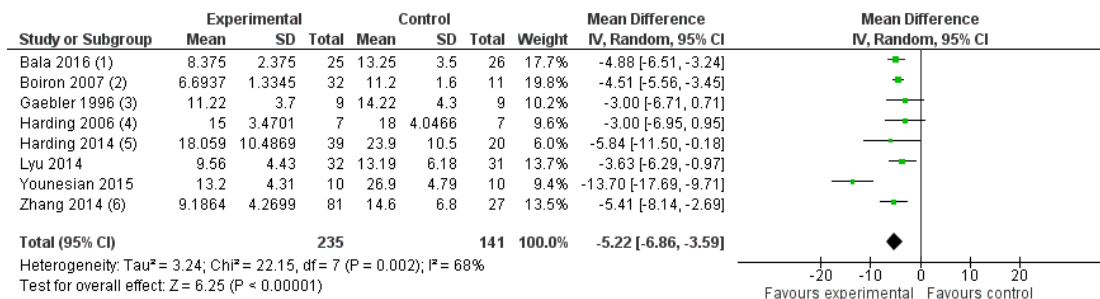 Experimental Control Mean Difference Mean Difference
Study or Subgroup Mean SD Total Mean SD Total Weight IV, Random, 95% CI IV, Random, 95% CI
Bala 2016 (1) 8.375 2.375 25 13.25 3.5 26 17.7% -4.88 [-6.51, -3.24]
Boiron 2007 (2) 6.6937 1.3345 32 11.2 1.6 11 19.8% -4.51 [-5.56, -3.45]
Gaebler 1996 (3) 11.22 3.7 9 14.22 4.3 9 10.2% -3.00 [-6.71, 0.71]
Harding 2006 (4) 15 3.4701 7 18 4.0466 7 9.6% -3.00 [-6.95, 0.95]
Harding 2014 (5) 18.059 10.4869 39 23.9 10.5 20 6.0% -5.84 [-11.50, -0.18]
Lyu 2014 9.56 4.43 32 13.19 6.18 31 13.7% -3.63 [-6.29, -0.97]
Younesian 2015 13.2 4.31 10 26.9 4.79 10 9.4% -13.70 [-17.69, -9.71]
Zhang 2014 (6) 9.1864 4.2699 81 14.6 6.8 27 13.5% -5.41 [-8.14, -2.69]
Total (95% CI) 235 141 100.0% -5.22 [-6.86, -3.59]
Heterogeneity: Tau² = 3.24; Chi² = 22.15, df = 7 (P = 0.002); I² = 68%
Test for overall effect: Z = 6.25 (P < 0.00001)
-20 -10 0 10 20
Favours experimental Favours control